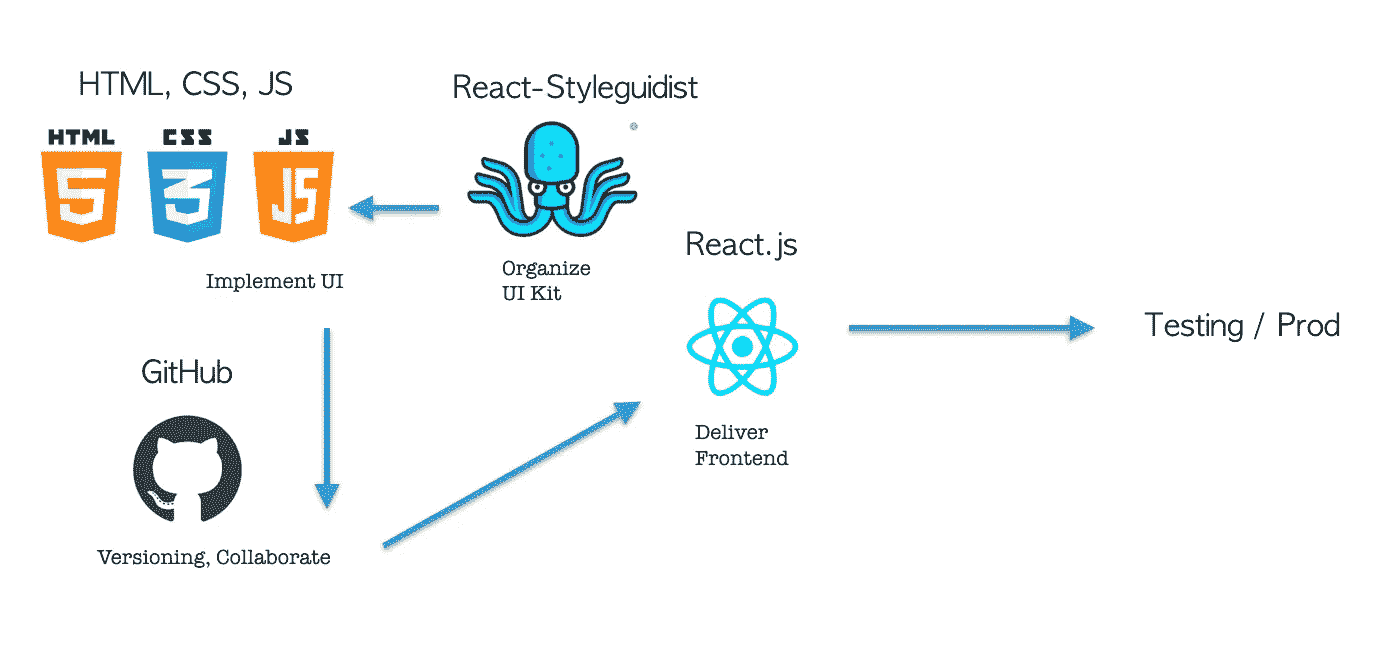 HTML, CSS, JS
HTML
5
CSS
3
JS
JS
Implement UI
React-Styleguidist
Organize
UI Kit
GitHub
Versioning, Collaborate
React.js
Deliver
Frontend
Testing / Prod